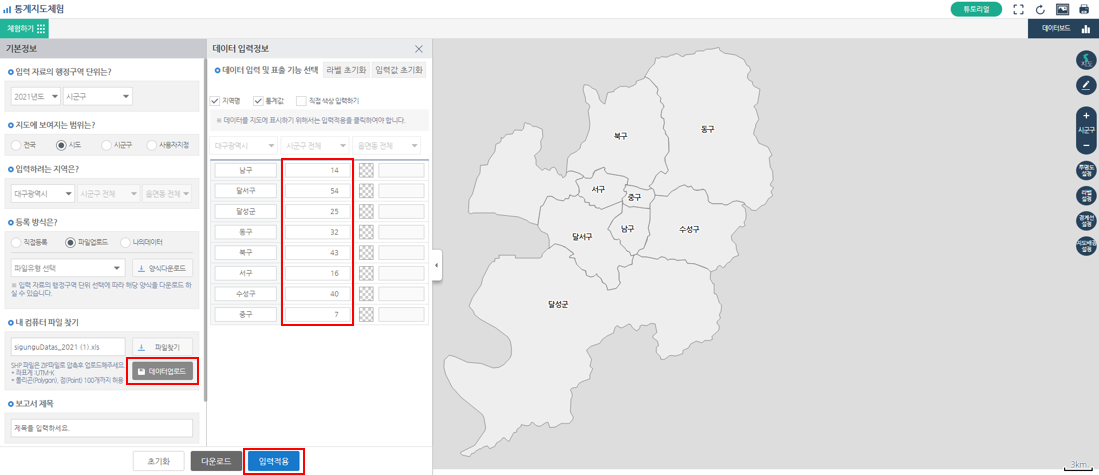 통계지도체험
튜토리얼
체험하기
데이터보드
기본정보
입력 자료의 행정구역 단위는?
2021년도 시군구
지도에 보여지는 범위는?
전국 시도 시군구 사용자지정
입력하려는 지역은?
대구광역시 시군구 전체 읍면동 전체
등록 방식은?
직접등록 파일업로드 나의데이터
파일유형 선택 양식다운로드
※ 입력 자료의 행정구역 단위 선택에 따라 해당 양식을 다운로드 하
실 수 있습니다.
내 컴퓨터 파일 찾기
sigunguDatas_2021 (1).xls 파일찾기
SHP 파일은 ZIP파일로 압축후 업로드해주세요.
* 좌표계 :UTM-K
* 폴리곤(Polygon), 점(Point) 100개까지 허용
데이터업로드
보고서 제목
제목을 입력하세요.
초기화 다운로드 입력적용
데이터 입력정보
데이터 입력 및 표출 기능 선택 라벨 초기화 입력값 초기화
지역명 통계값 직접 색상 입력하기
※ 데이터를 지도에 표시하기 위해서는 입력적용을 클릭하여야 합니다.
대구광역시 시군구 전체 읍면동 전체
남구 14
달서구 54
달성군 25
동구 32
북구 43
서구 16
수성구 40
중구 7
북구
동구
서구
중구
달서구
남구
수성구
달성군
지도
+
시군구
−
투명도
설정
라벨
설정
경계선
설정
지도배경
설정
3km